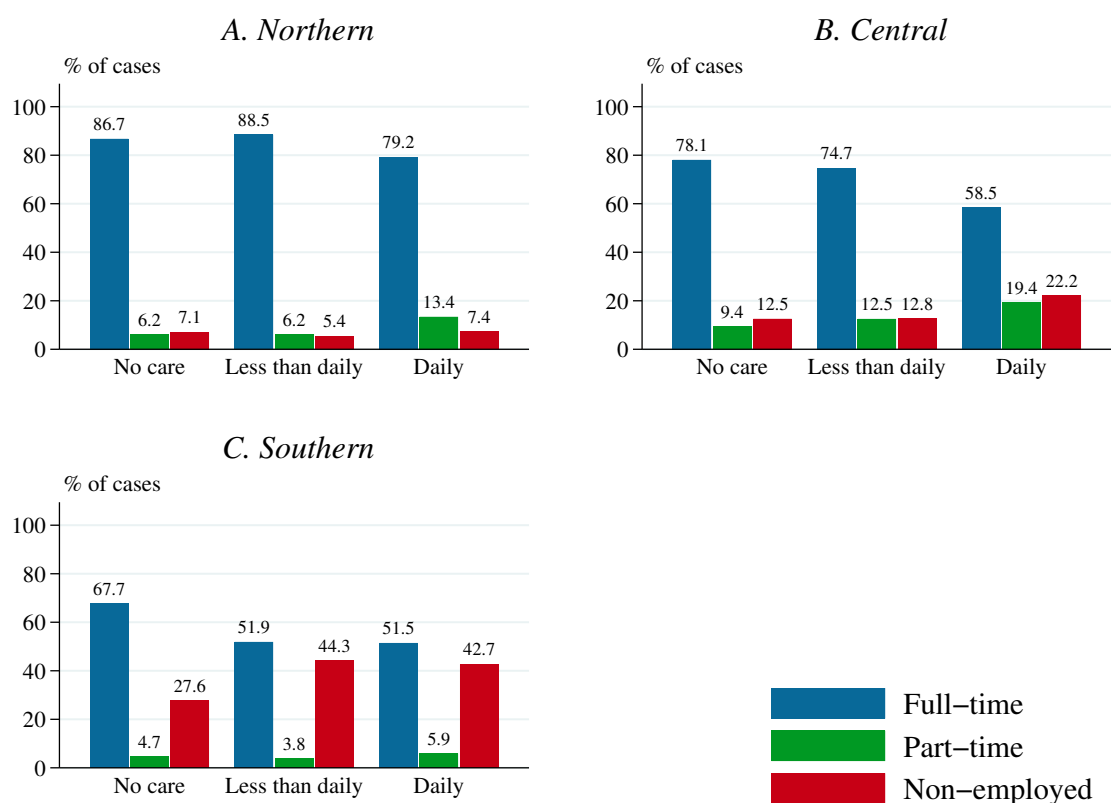 A. Northern
% of cases
100
80
60
40
20
0
86.7
6.2
7.1
88.5
6.2
5.4
79.2
13.4
7.4
No care
Less than daily
Daily
B. Central
% of cases
100
80
60
40
20
0
78.1
9.4
12.5
74.7
12.5
12.8
58.5
19.4
22.2
No care
Less than daily
Daily
C. Southern
% of cases
100
80
60
40
20
0
67.7
4.7
27.6
51.9
3.8
44.3
51.5
5.9
42.7
No care
Less than daily
Daily
Full−time
Part−time
Non−employed